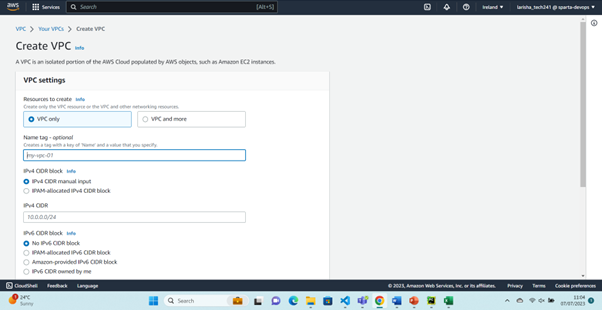 aws
Services
Search
[Alt+S]
Ireland
larisha_tech241 @ sparta-devops
VPC > Your VPCs > Create VPC
Create VPC Info
A VPC is an isolated portion of the AWS Cloud populated by AWS objects, such as Amazon EC2 instances.
VPC settings
Resources to create Info
Create only the VPC resource or the VPC and other networking resources.
VPC only
VPC and more
Name tag - optional
Creates a tag with a key of 'Name' and a value that you specify.
my-vpc-01
IPv4 CIDR block Info
IPv4 CIDR manual input
IPAM-allocated IPv4 CIDR block
IPv4 CIDR
10.0.0.0/24
IPv6 CIDR block Info
No IPv6 CIDR block
IPAM-allocated IPv6 CIDR block
Amazon-provided IPv6 CIDR block
IPv6 CIDR owned by me
CloudShell Feedback Language © 2023, Amazon Web Services, Inc. or its affiliates. Privacy Terms Cookie preferences
24°C
Sunny
Search
13:04
07/07/2023